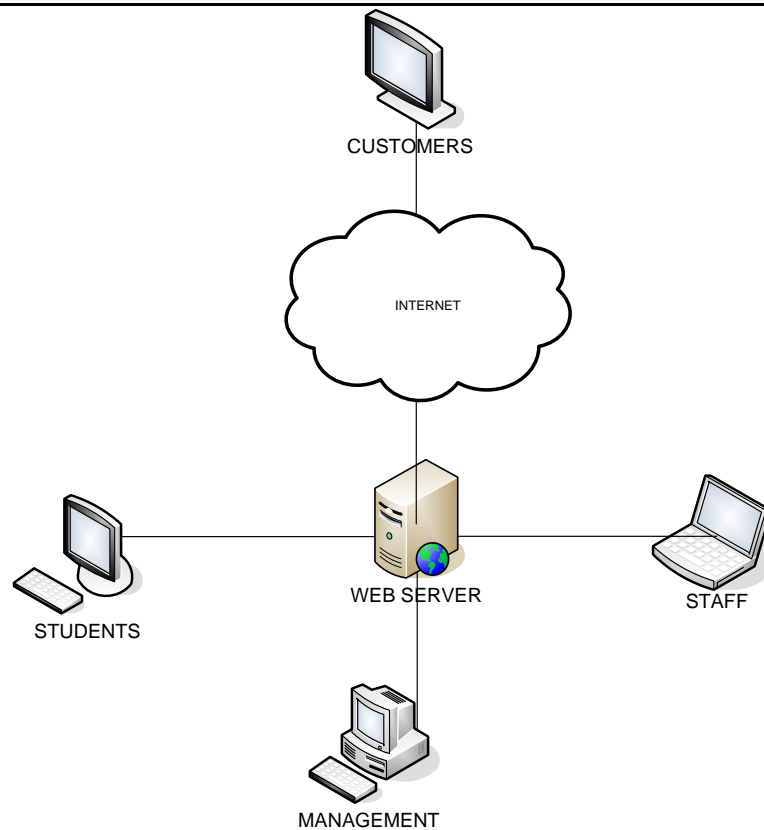 CUSTOMERS
INTERNET
WEB SERVER
STAFF
STUDENTS
MANAGEMENT